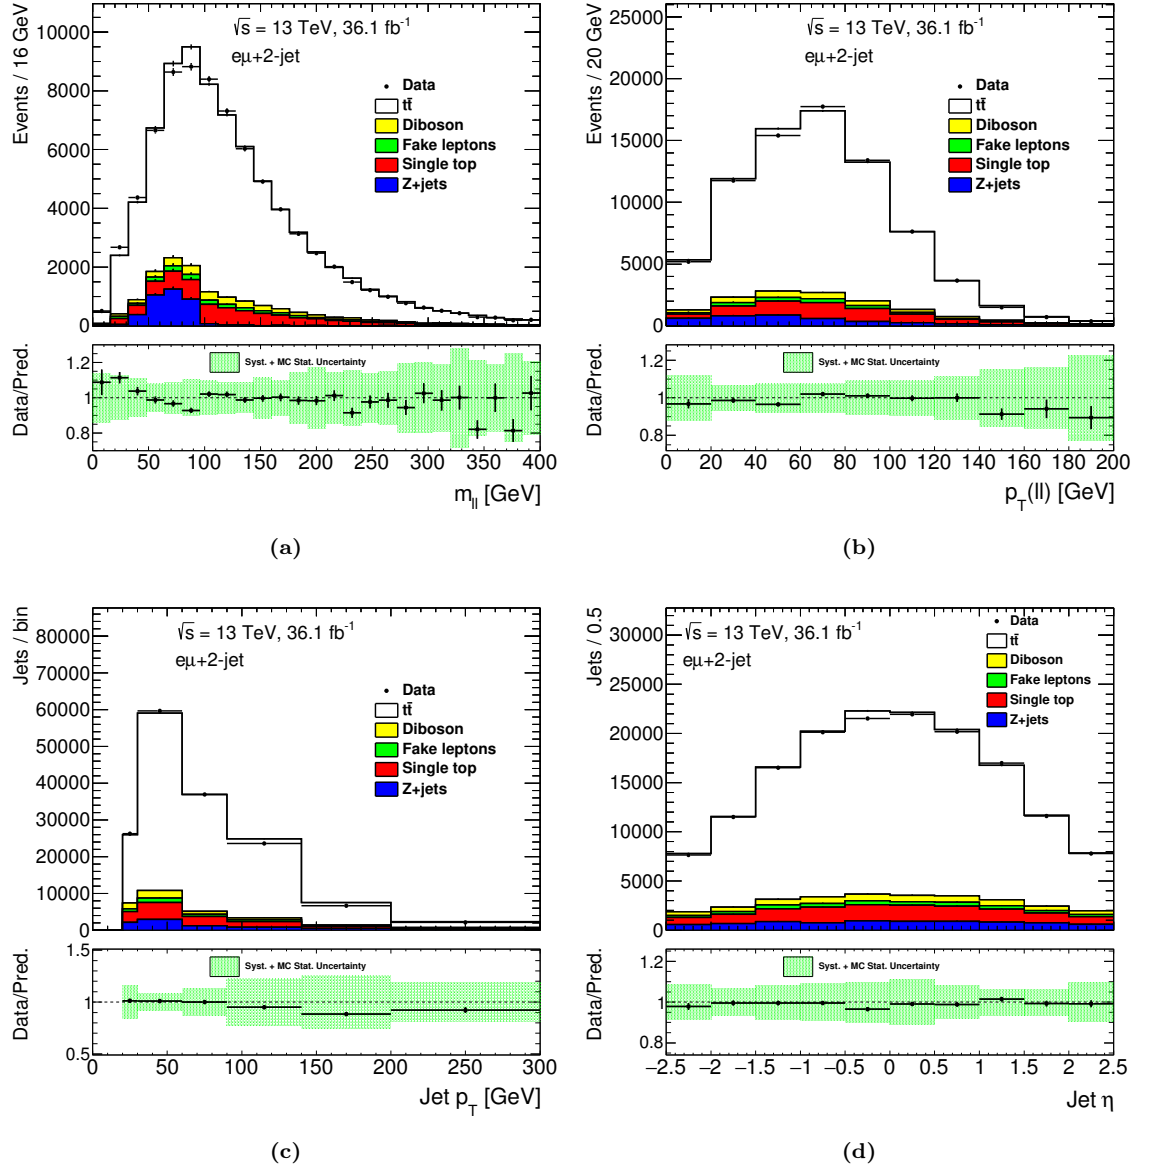 Events / 16 GeV
10000
8000
6000
4000
2000
0
√s = 13 TeV, 36.1 fb⁻¹
eμ+2-jet
Data
tt̄
Diboson
Fake leptons
Single top
Z+jets
Data/Pred.
1.2
1
0.8
Syst. + MC Stat. Uncertainty
0 50 100 150 200 250 300 350 400
m_ll [GeV]
(a)
Events / 20 GeV
25000
20000
15000
10000
5000
0
√s = 13 TeV, 36.1 fb⁻¹
eμ+2-jet
Data
tt̄
Diboson
Fake leptons
Single top
Z+jets
Data/Pred.
1.2
1
0.8
Syst. + MC Stat. Uncertainty
0 20 40 60 80 100 120 140 160 180 200
p_T(ll) [GeV]
(b)
Jets / bin
80000
70000
60000
50000
40000
30000
20000
10000
0
√s = 13 TeV, 36.1 fb⁻¹
eμ+2-jet
Data
tt̄
Diboson
Fake leptons
Single top
Z+jets
Data/Pred.
1.5
1
0.5
Syst. + MC Stat. Uncertainty
0 50 100 150 200 250 300
Jet p_T [GeV]
(c)
Jets / 0.5
30000
25000
20000
15000
10000
5000
0
√s = 13 TeV, 36.1 fb⁻¹
eμ+2-jet
Data
tt̄
Diboson
Fake leptons
Single top
Z+jets
Data/Pred.
1.2
1
0.8
Syst. + MC Stat. Uncertainty
−2.5 −2 −1.5 −1 −0.5 0 0.5 1 1.5 2 2.5
Jet η
(d)